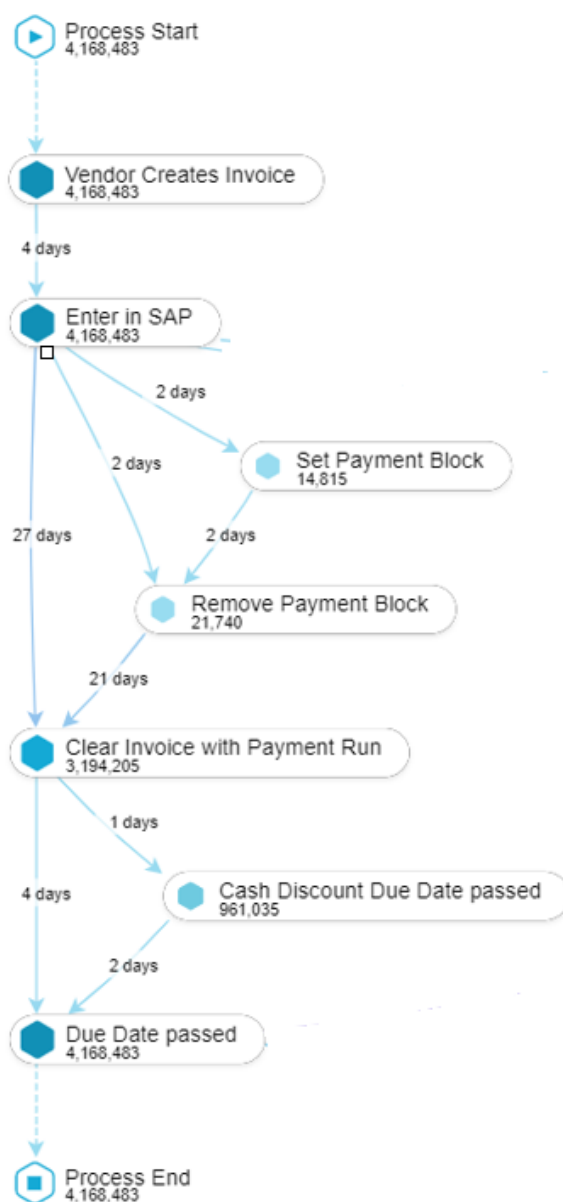 Process Start
4,168,483
Vendor Creates Invoice
4,168,483
4 days
Enter in SAP
4,168,483
2 days
2 days
Set Payment Block
14,815
27 days
2 days
Remove Payment Block
21,740
21 days
Clear Invoice with Payment Run
3,194,205
1 days
4 days
Cash Discount Due Date passed
961,035
2 days
Due Date passed
4,168,483
Process End
4,168,483